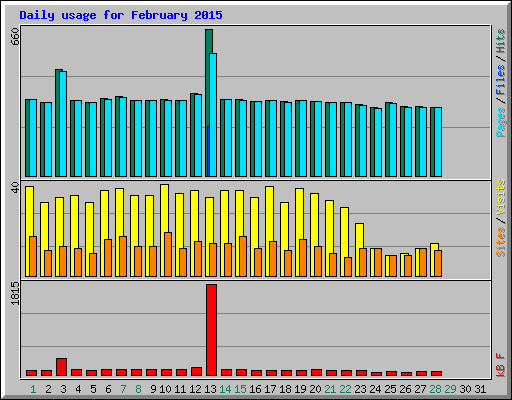 Daily usage for February 2015
660
Pages / Files / Hits
40
Sites / Visits
1815
kB F
1 2 3 4 5 6 7 8 9 10 11 12 13 14 15 16 17 18 19 20 21 22 23 24 25 26 27 28 29 30 31